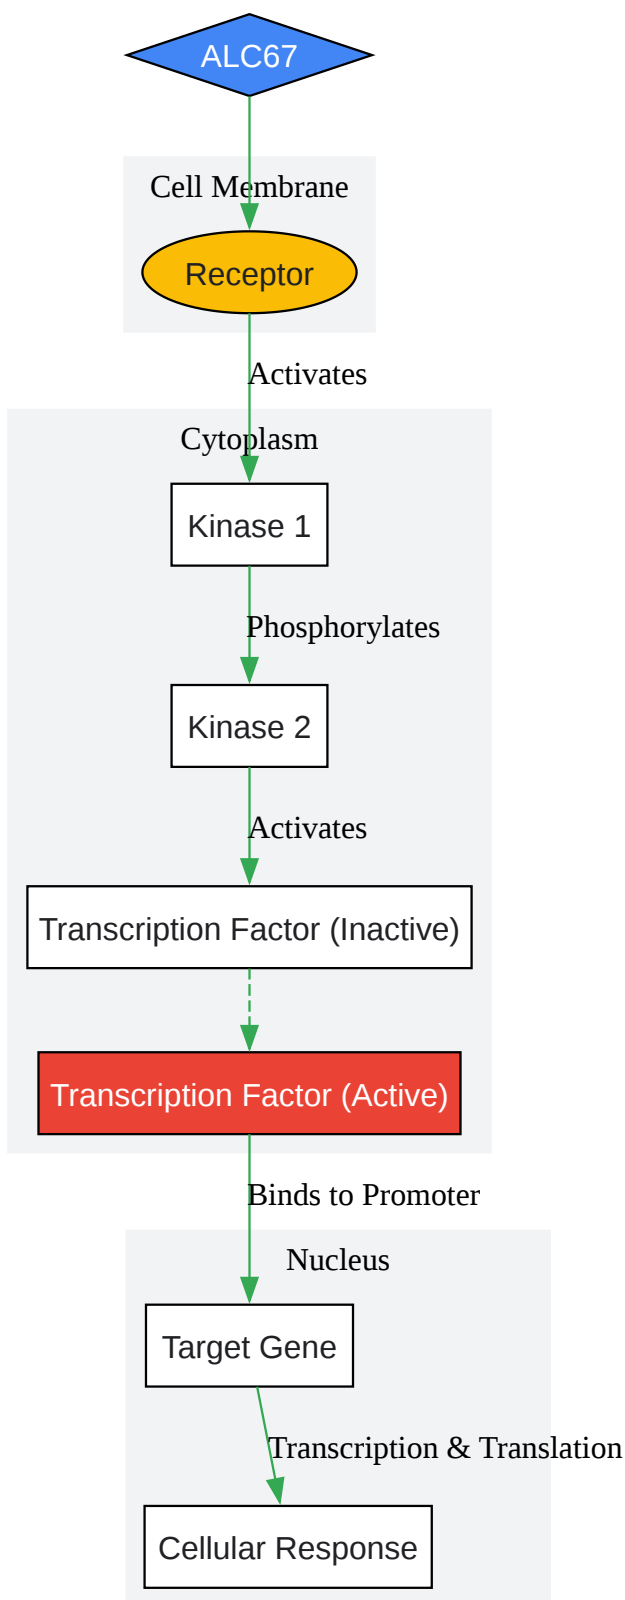 ALC67
Cell Membrane
Receptor
Activates
Cytoplasm
Kinase 1
Phosphorylates
Kinase 2
Activates
Transcription Factor (Inactive)
Transcription Factor (Active)
Binds to Promoter
Nucleus
Target Gene
Transcription & Translation
Cellular Response